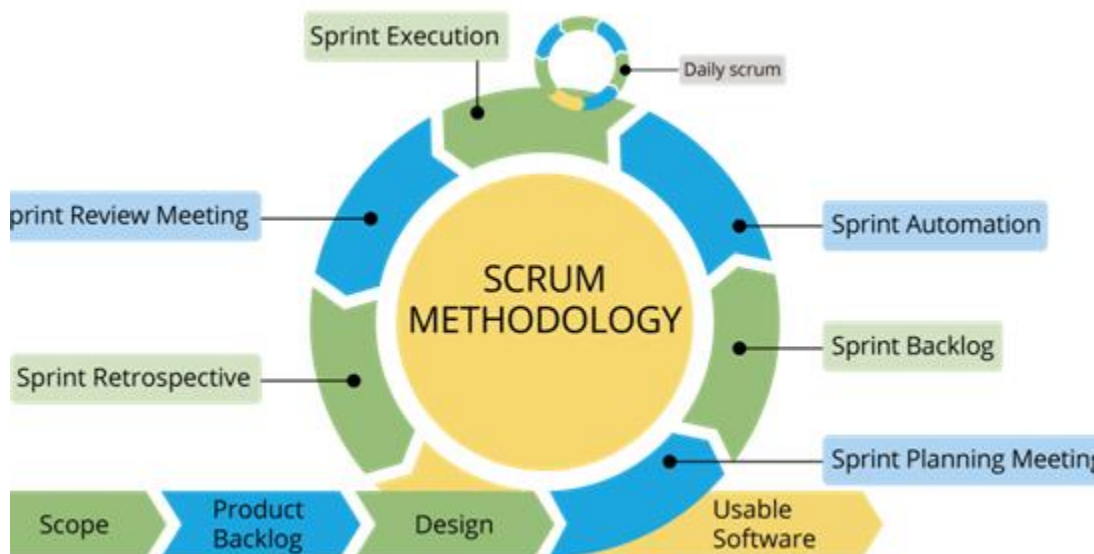 Sprint Execution
Daily scrum
print Review Meeting
Sprint Automation
SCRUM
METHODOLOGY
Sprint Backlog
Sprint Retrospective
Sprint Planning Meeting
Scope
Product
Backlog
Design
Usable
Software